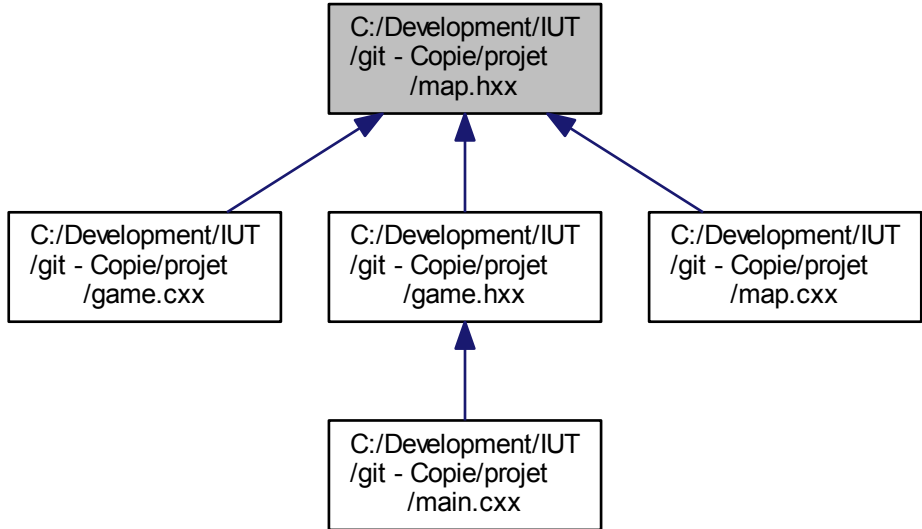 C:/Development/IUT
/git - Copie/projet
/map.hxx
C:/Development/IUT
/git - Copie/projet
/game.cxx
C:/Development/IUT
/git - Copie/projet
/game.hxx
C:/Development/IUT
/git - Copie/projet
/map.cxx
C:/Development/IUT
/git - Copie/projet
/main.cxx